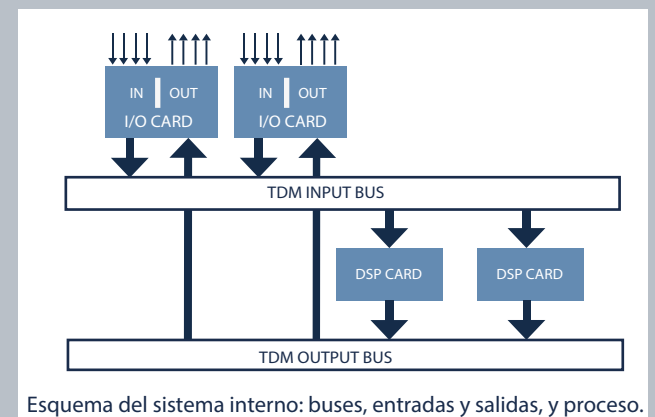 IN OUT
I/O CARD
IN OUT
I/O CARD
TDM INPUT BUS
DSP CARD
DSP CARD
TDM OUTPUT BUS
Esquema del sistema interno: buses, entradas y salidas, y proceso.